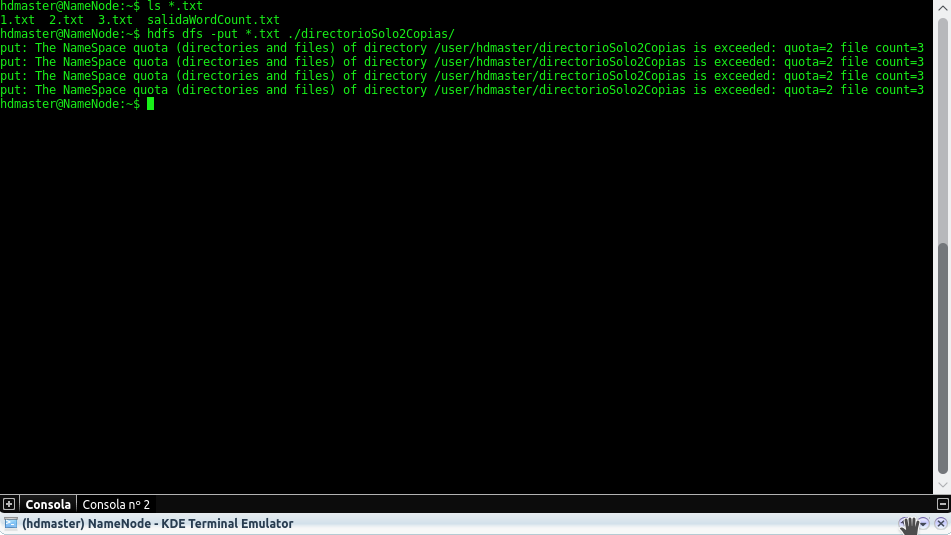 hdmaster@NameNode:~$ ls *.txt
1.txt  2.txt  3.txt  salidaWordCount.txt
hdmaster@NameNode:~$ hdfs dfs -put *.txt ./directorioSolo2Copias/
put: The NameSpace quota (directories and files) of directory /user/hdmaster/directorioSolo2Copias is exceeded: quota=2 file count=3
put: The NameSpace quota (directories and files) of directory /user/hdmaster/directorioSolo2Copias is exceeded: quota=2 file count=3
put: The NameSpace quota (directories and files) of directory /user/hdmaster/directorioSolo2Copias is exceeded: quota=2 file count=3
put: The NameSpace quota (directories and files) of directory /user/hdmaster/directorioSolo2Copias is exceeded: quota=2 file count=3
hdmaster@NameNode:~$
Consola Consola nº 2
(hdmaster) NameNode - KDE Terminal Emulator